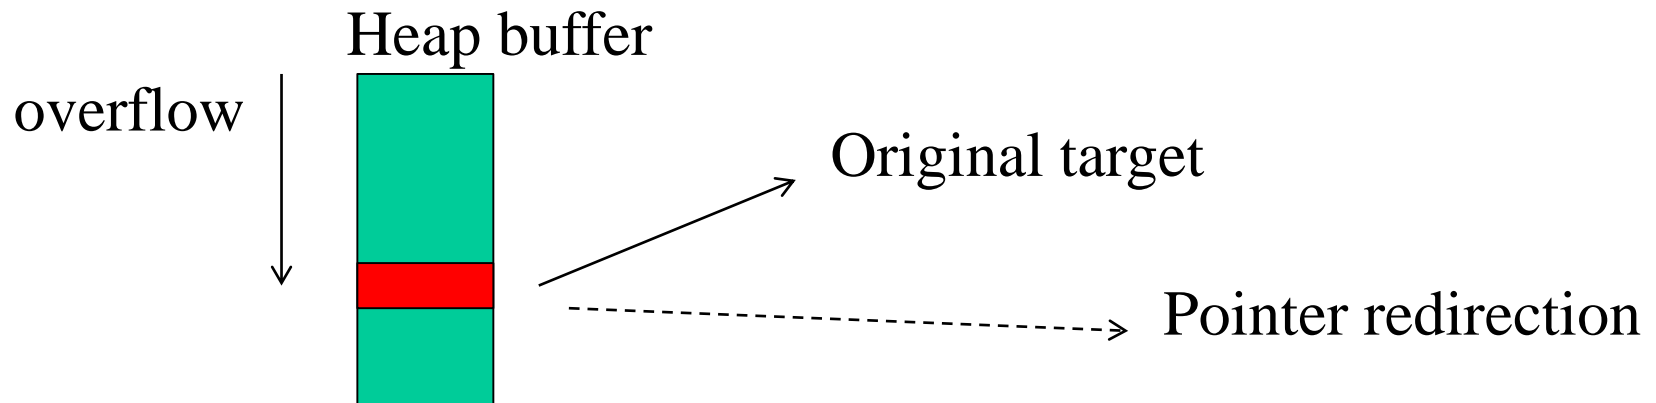 Heap buffer
overflow
Original target
Pointer redirection